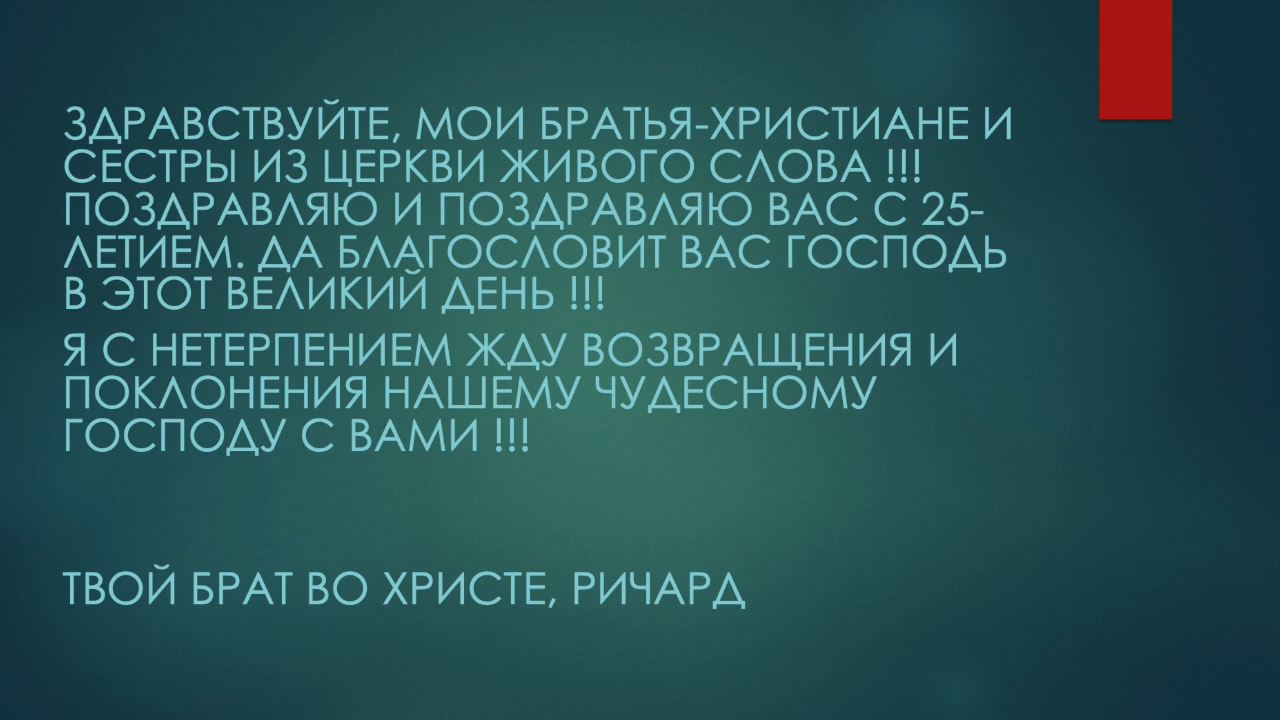 ЗДРАВСТВУЙТЕ, МОИ БРАТЬЯ-ХРИСТИАНЕ И
СЕСТРЫ ИЗ ЦЕРКВИ ЖИВОГО СЛОВА !!!
ПОЗДРАВЛЯЮ И ПОЗДРАВЛЯЮ ВАС С 25-
ЛЕТИЕМ. ДА БЛАГОСЛОВИТ ВАС ГОСПОДЬ
В ЭТОТ ВЕЛИКИЙ ДЕНЬ !!!
Я С НЕТЕРПЕНИЕМ ЖДУ ВОЗВРАЩЕНИЯ И
ПОКЛОНЕНИЯ НАШЕМУ ЧУДЕСНОМУ
ГОСПОДУ С ВАМИ !!!
ТВОЙ БРАТ ВО ХРИСТЕ, РИЧАРД